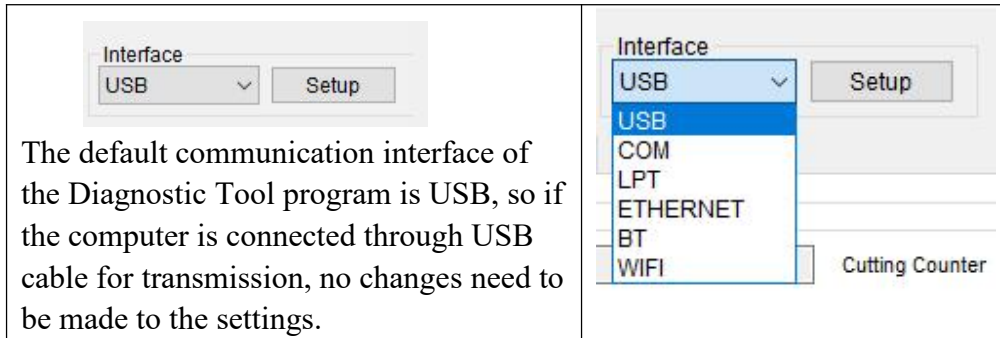 Interface
USB
Setup
The default communication interface of
the Diagnostic Tool program is USB, so if
the computer is connected through USB
cable for transmission, no changes need to
be made to the settings.
Interface
USB
Setup
USB
COM
LPT
ETHERNET
BT
WIFI
Cutting Counter